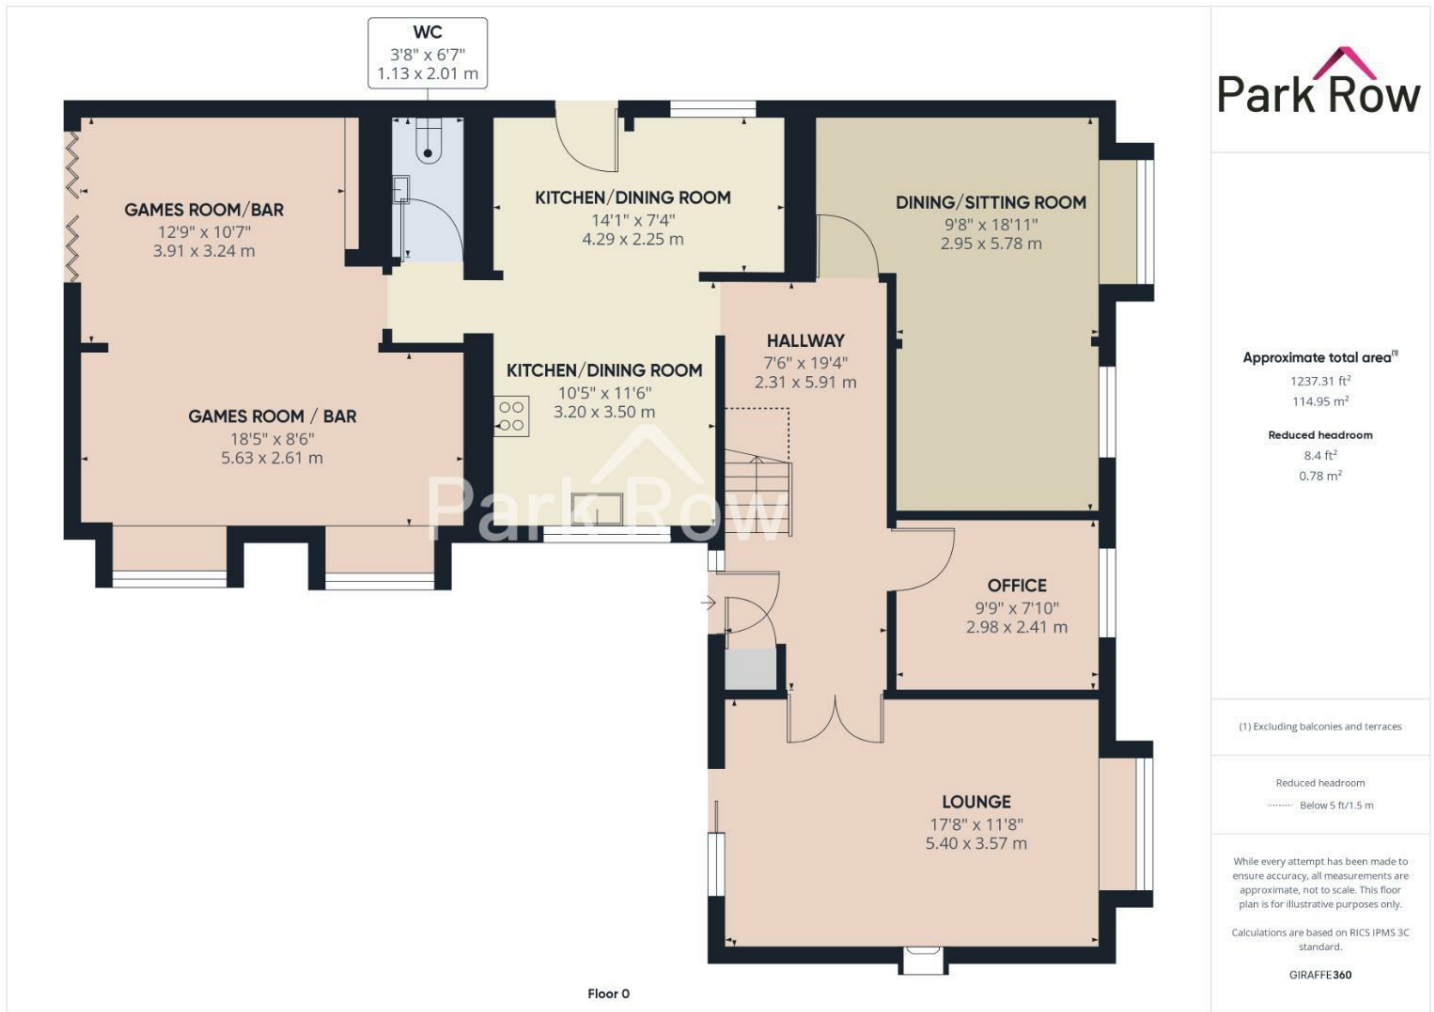 WC
3'8" x 6'7"
1.13 x 2.01 m
GAMES ROOM/BAR
12'9" x 10'7"
3.91 x 3.24 m
KITCHEN/DINING ROOM
14'1" x 7'4"
4.29 x 2.25 m
DINING/SITTING ROOM
9'8" x 18'11"
2.95 x 5.78 m
HALLWAY
7'6" x 19'4"
2.31 x 5.91 m
KITCHEN/DINING ROOM
10'5" x 11'6"
3.20 x 3.50 m
GAMES ROOM / BAR
18'5" x 8'6"
5.63 x 2.61 m
Park Row
OFFICE
9'9" x 7'10"
2.98 x 2.41 m
LOUNGE
17'8" x 11'8"
5.40 x 3.57 m
Floor 0
Park Row
Approximate total area(1)
1237.31 ft²
114.95 m²
Reduced headroom
8.4 ft²
0.78 m²
(1) Excluding balconies and terraces
Reduced headroom
Below 5 ft/1.5 m
While every attempt has been made to
ensure accuracy, all measurements are
approximate, not to scale. This floor
plan is for illustrative purposes only.
Calculations are based on RICS IPMS 3C
standard.
GIRAFFE360